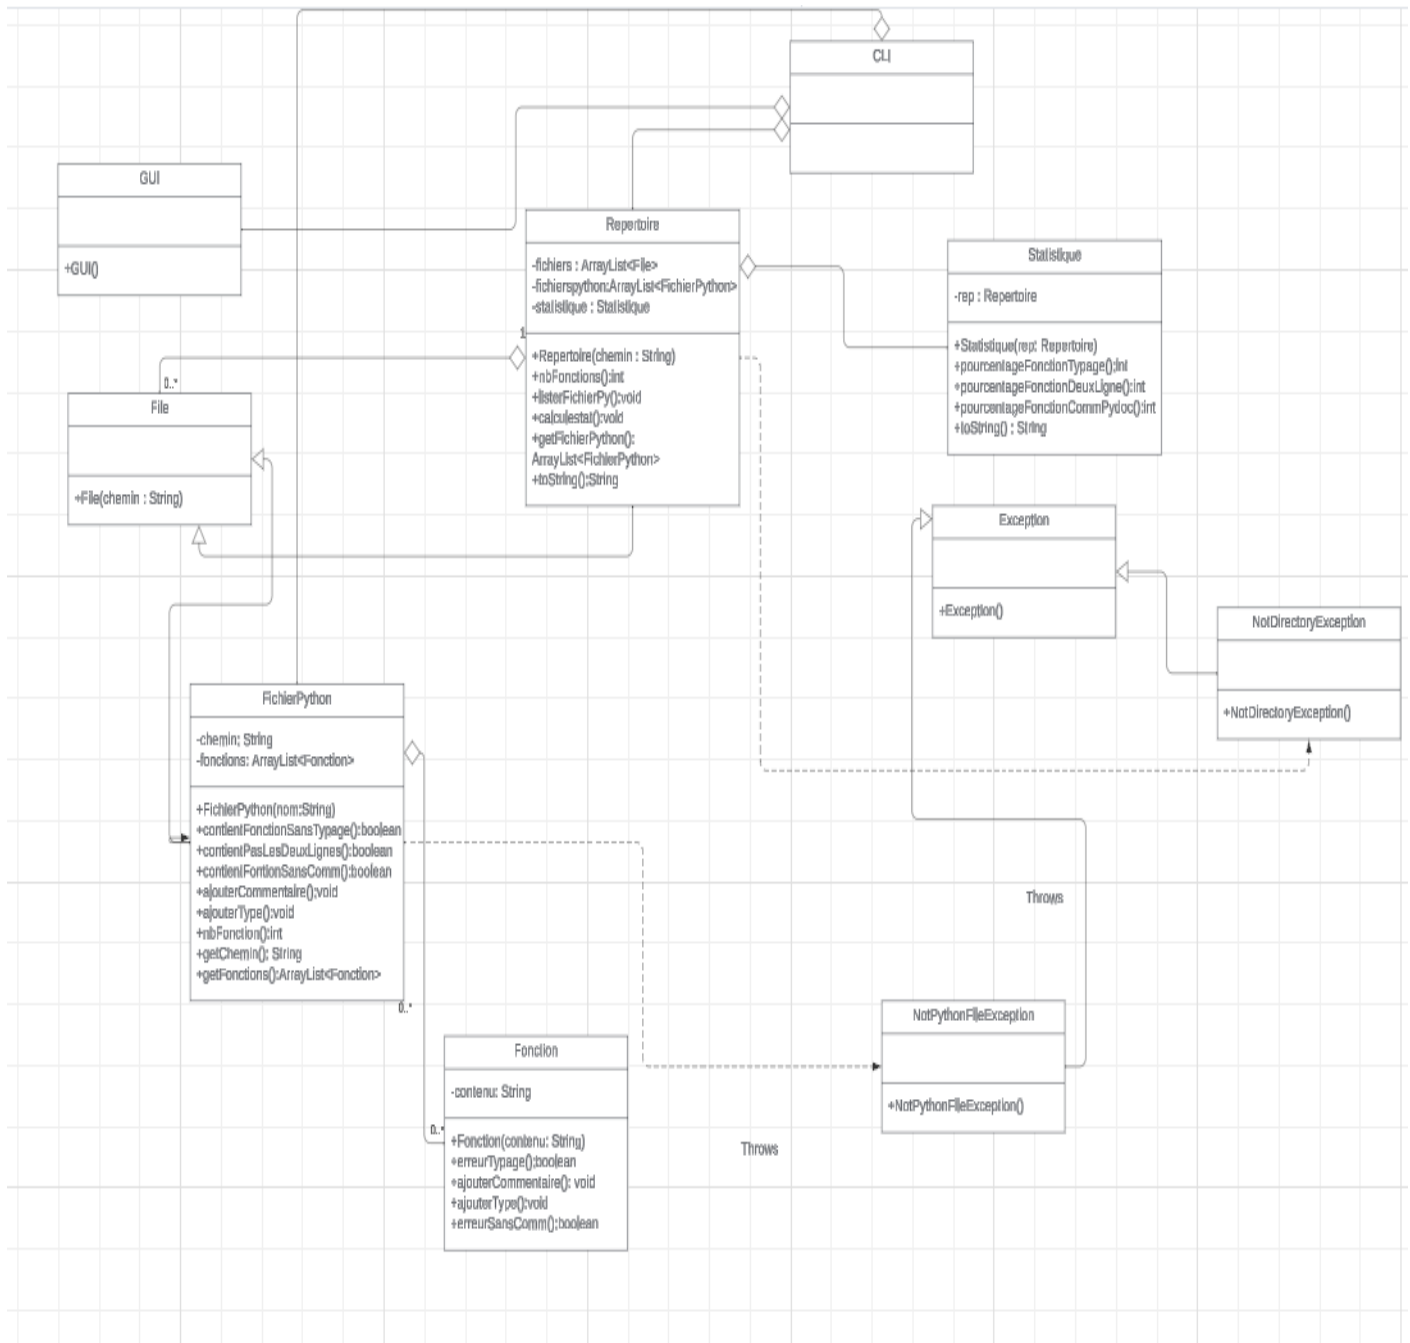 CLI
GUI
+GUI()
Repertoire
-fichiers : ArrayList<File>
-fichierspython:ArrayList<FichierPython>
-statistique : Statistique
1
+Repertoire(chemin : String)
+nbFonctions():int
+listerFichierPy():void
+calculestat():void
+getFichierPython():
ArrayList<FichierPython>
+toString():String
Statistique
-rep : Repertoire
+Statistique(rep: Repertoire)
+pourcentageFonctionTypage():int
+pourcentageFonctionDeuxLigne():int
+pourcentageFonctionCommPydoc():int
+toString() : String
0..*
File
+File(chemin : String)
Exception
+Exception()
NotDirectoryException
+NotDirectoryException()
FichierPython
-chemin: String
-fonctions: ArrayList<Fonction>
+FichierPython(nom:String)
+contientFonctionSansTypage():boolean
+contientPasLesDeuxLignes():boolean
+contientFontionSansComm():boolean
+ajouterCommentaire():void
+ajouterType():void
+nbFonction():int
+getChemin(): String
+getFonctions():ArrayList<Fonction>
0..*
Throws
NotPythonFileException
+NotPythonFileException()
Fonction
-contenu: String
0..*
+Fonction(contenu: String)
+erreurTypage():boolean
+ajouterCommentaire(): void
+ajouterType():void
+erreurSansComm():boolean
Throws